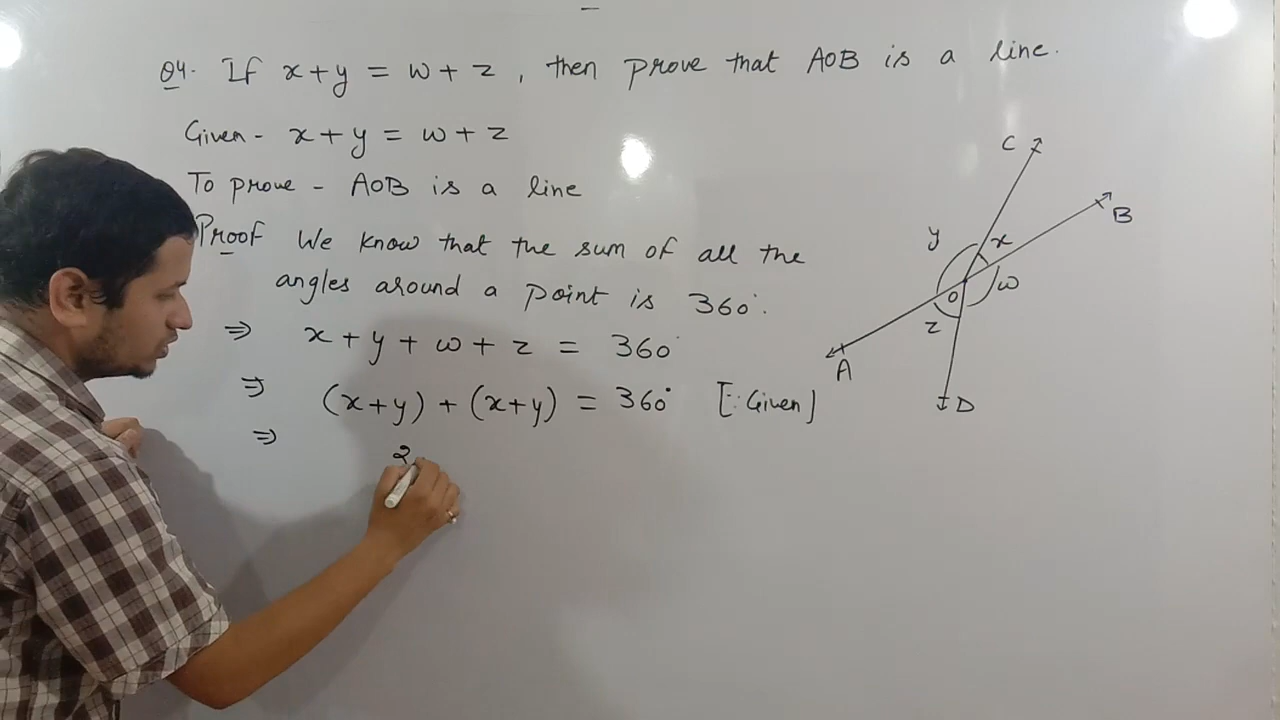 Q4. If x+y = w+z, then prove that AOB is a line.
Given - x+y = w+z
To prove - AOB is a line
Proof We know that the sum of all the
angles around a point is 360°.
⇒ x+y+w+z = 360°
⇒ (x+y)+(x+y) = 360° [∵ Given]
⇒ 2
C
B
y x
O w
z
A
D